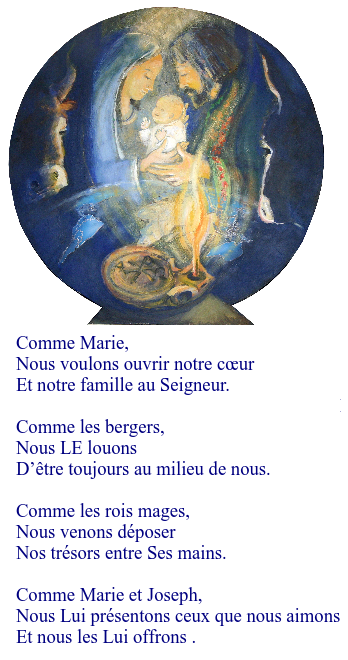 Comme Marie,
Nous voulons ouvrir notre cœur
Et notre famille au Seigneur.
Comme les bergers,
Nous LE louons
D’être toujours au milieu de nous.
Comme les rois mages,
Nous venons déposer
Nos trésors entre Ses mains.
Comme Marie et Joseph,
Nous Lui présentons ceux que nous aimons
Et nous les Lui offrons .